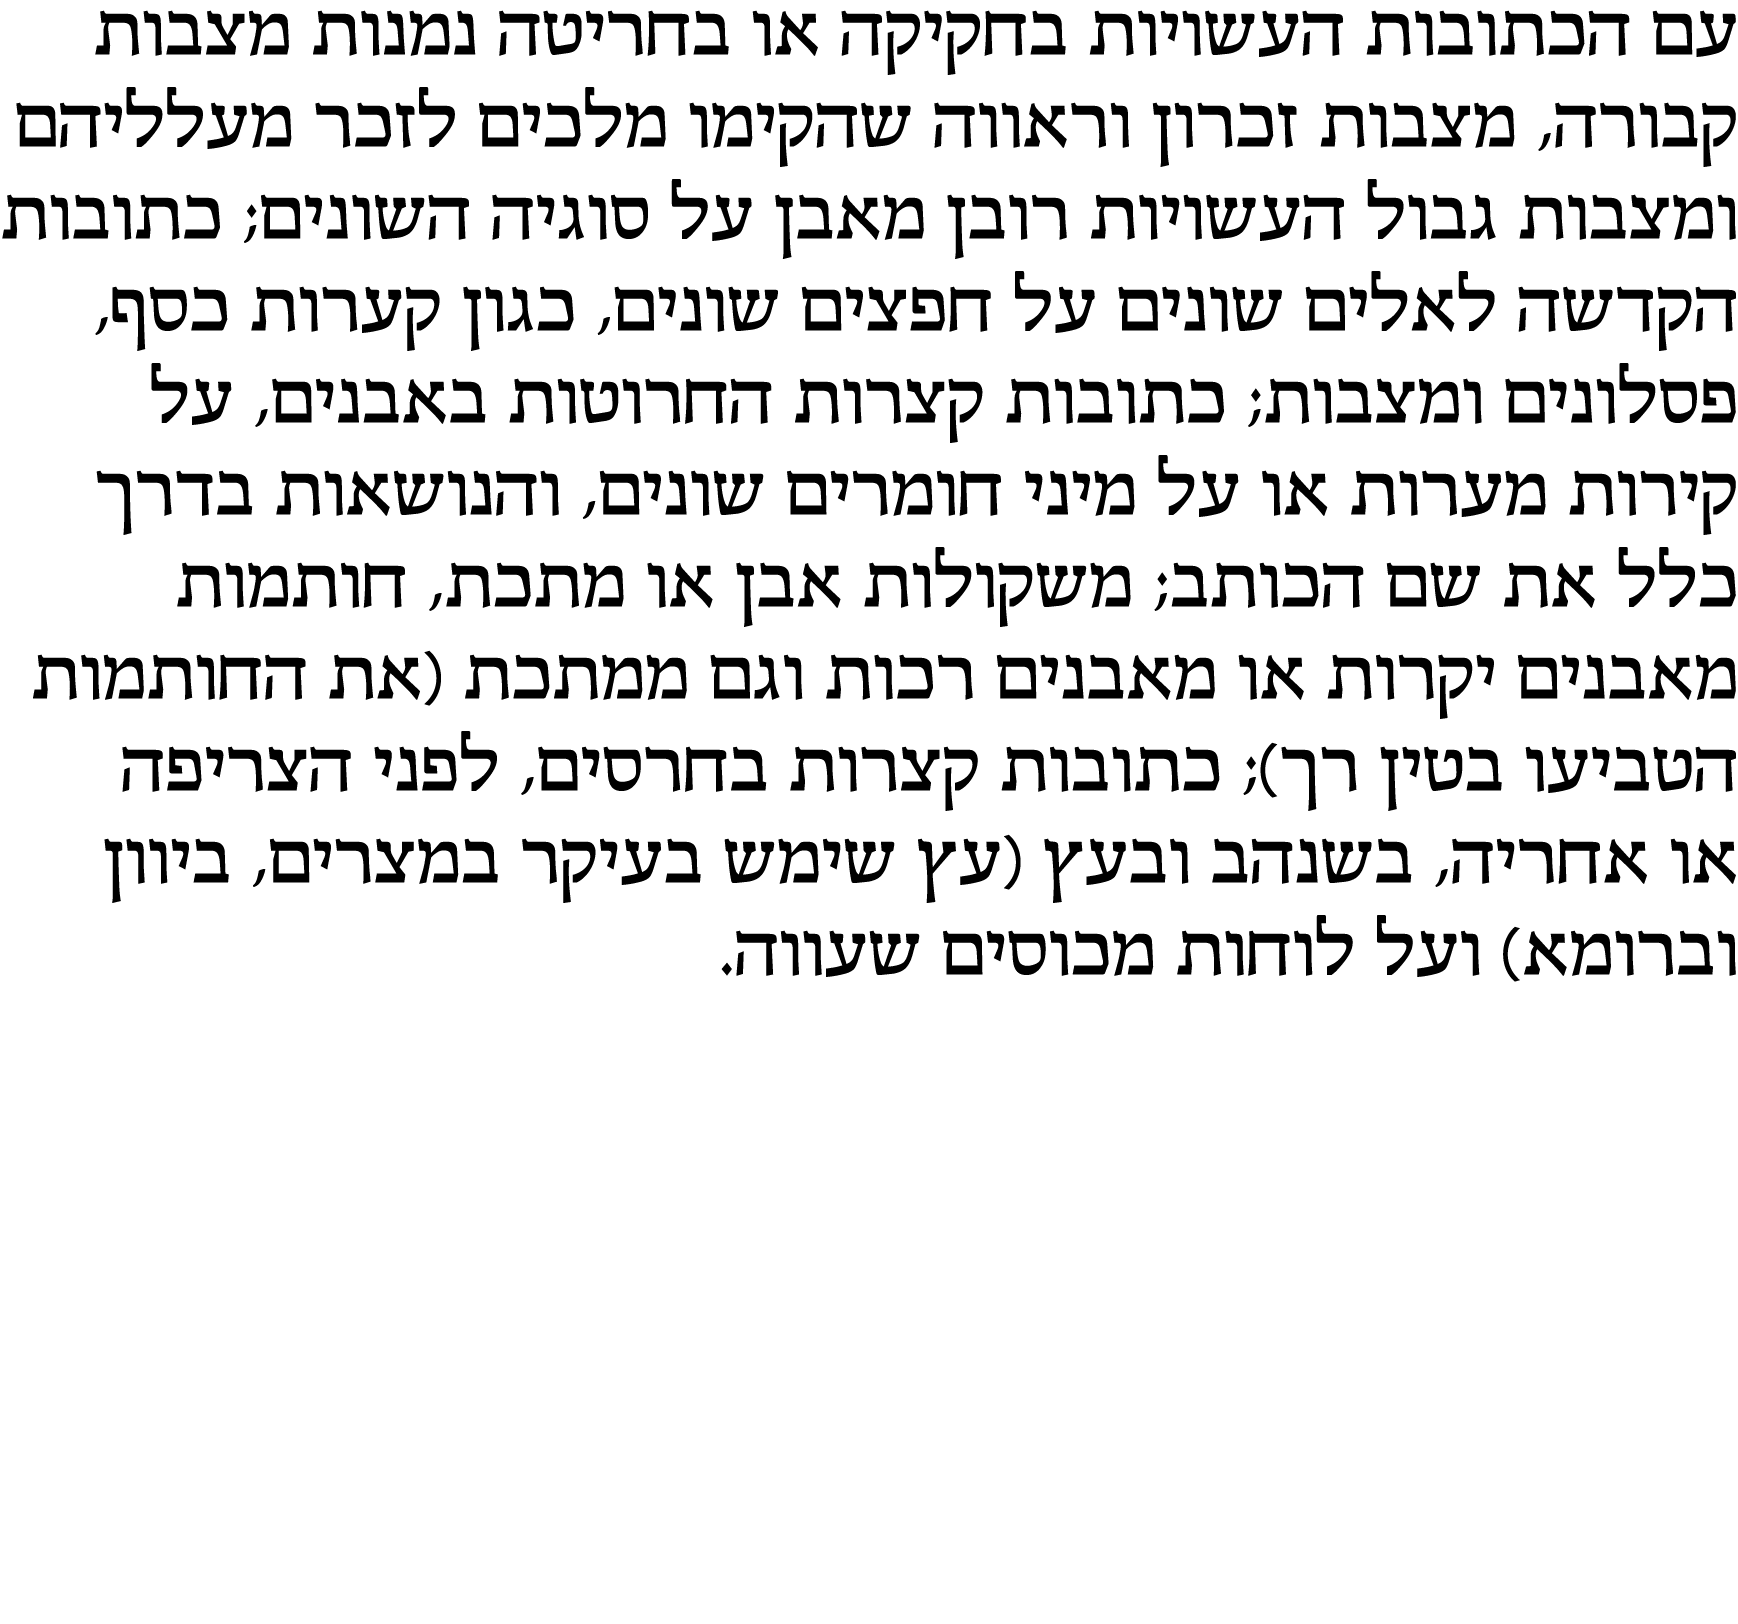 עם הכתובות העשויות בחקיקה או בחריטה נמנות מצבות
קבורה, מצבות זכרון וראווה שהקימו מלכים לזכר מעלליהם
ומצבות גבול העשויות רובן מאבן על סוגיה השונים; כתובות
הקדשה לאלים שונים על חפצים שונים, כגון קערות כסף,
פסלונים ומצבות; כתובות קצרות החרוטות באבנים, על
קירות מערות או על מיני חומרים שונים, והנושאות בדרך
כלל את שם הכותב; משקולות אבן או מתכת, חותמות
מאבנים יקרות או מאבנים רכות וגם ממתכת (את החותמות
הטביעו בטין רך); כתובות קצרות בחרסים, לפני הצריפה
או אחריה, בשנהב ובעץ (עץ שימש בעיקר במצרים, ביוון
וברומא) ועל לוחות מכוסים שעווה.